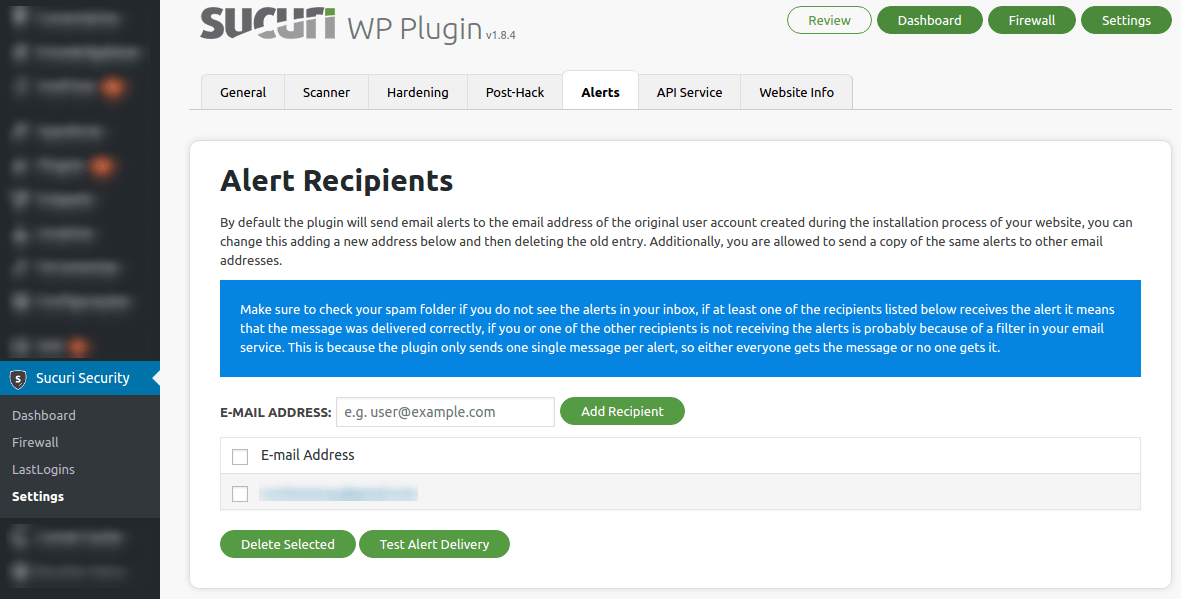 SUCURI WP Plugin v1.8.4
Review Dashboard Firewall Settings
General Scanner Hardening Post-Hack Alerts API Service Website Info
Alert Recipients
By default the plugin will send email alerts to the email address of the original user account created during the installation process of your website, you can
change this adding a new address below and then deleting the old entry. Additionally, you are allowed to send a copy of the same alerts to other email
addresses.
Make sure to check your spam folder if you do not see the alerts in your inbox, if at least one of the recipients listed below receives the alert it means
that the message was delivered correctly, if you or one of the other recipients is not receiving the alerts is probably because of a filter in your email
service. This is because the plugin only sends one single message per alert, so either everyone gets the message or no one gets it.
E-MAIL ADDRESS: e.g. user@example.com Add Recipient
E-mail Address
Delete Selected Test Alert Delivery
Sucuri Security
Dashboard
Firewall
LastLogins
Settings